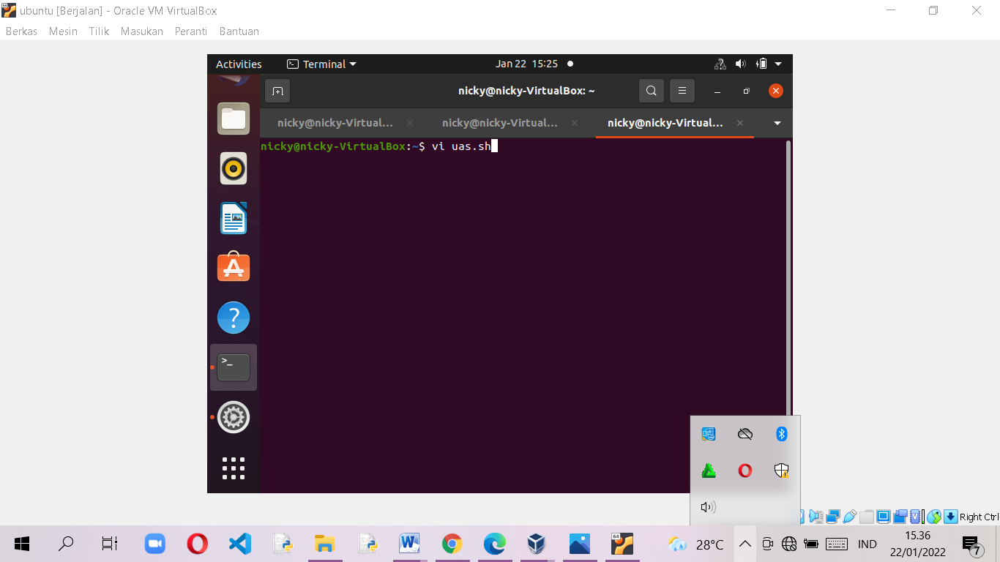 ubuntu [Berjalan] - Oracle VM VirtualBox
Berkas Mesin Tilik Masukan Peranti Bantuan
Activities Terminal Jan 22 15:25
nicky@nicky-VirtualBox: ~
nicky@nicky-Virtual... nicky@nicky-Virtual... nicky@nicky-Virtual...
nicky@nicky-VirtualBox:~$ vi uas.sh
Right Ctrl
28°C IND 15.36
22/01/2022 7